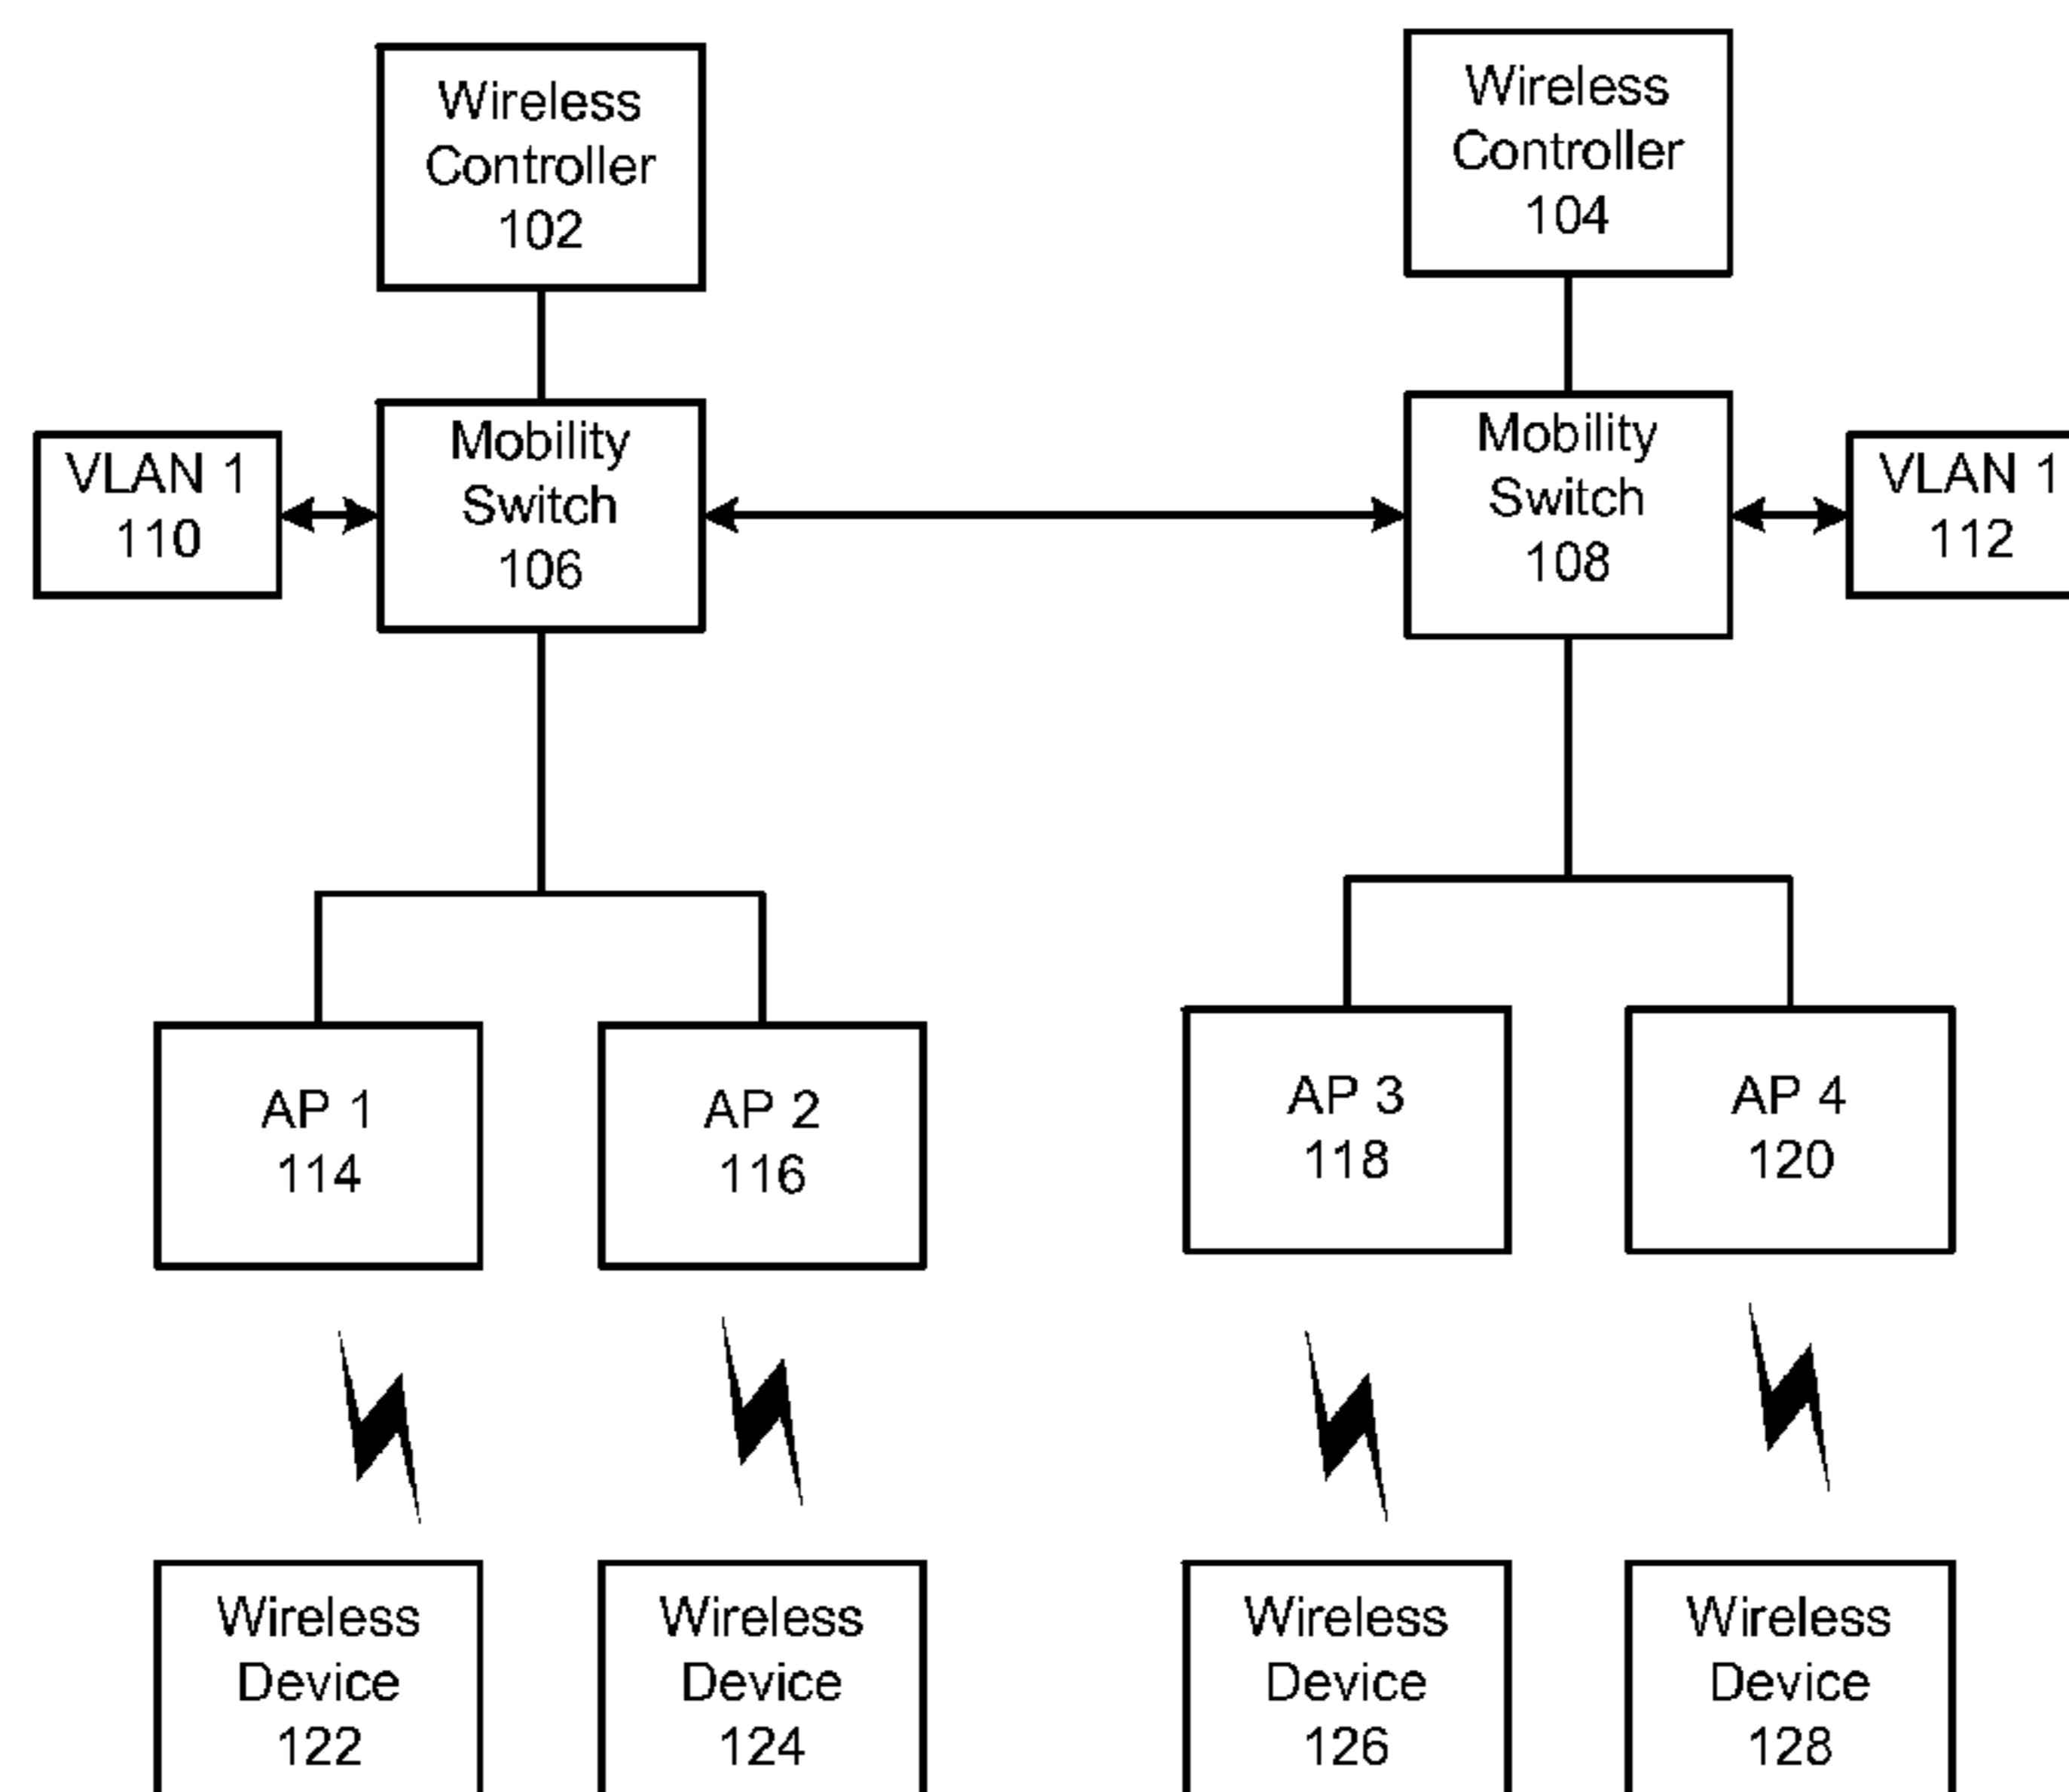 Wireless
Controller
102
Wireless
Controller
104
VLAN 1
110
Mobility
Switch
106
Mobility
Switch
108
VLAN 1
112
AP 1
114
AP 2
116
AP 3
118
AP 4
120
Wireless
Device
122
Wireless
Device
124
Wireless
Device
126
Wireless
Device
128